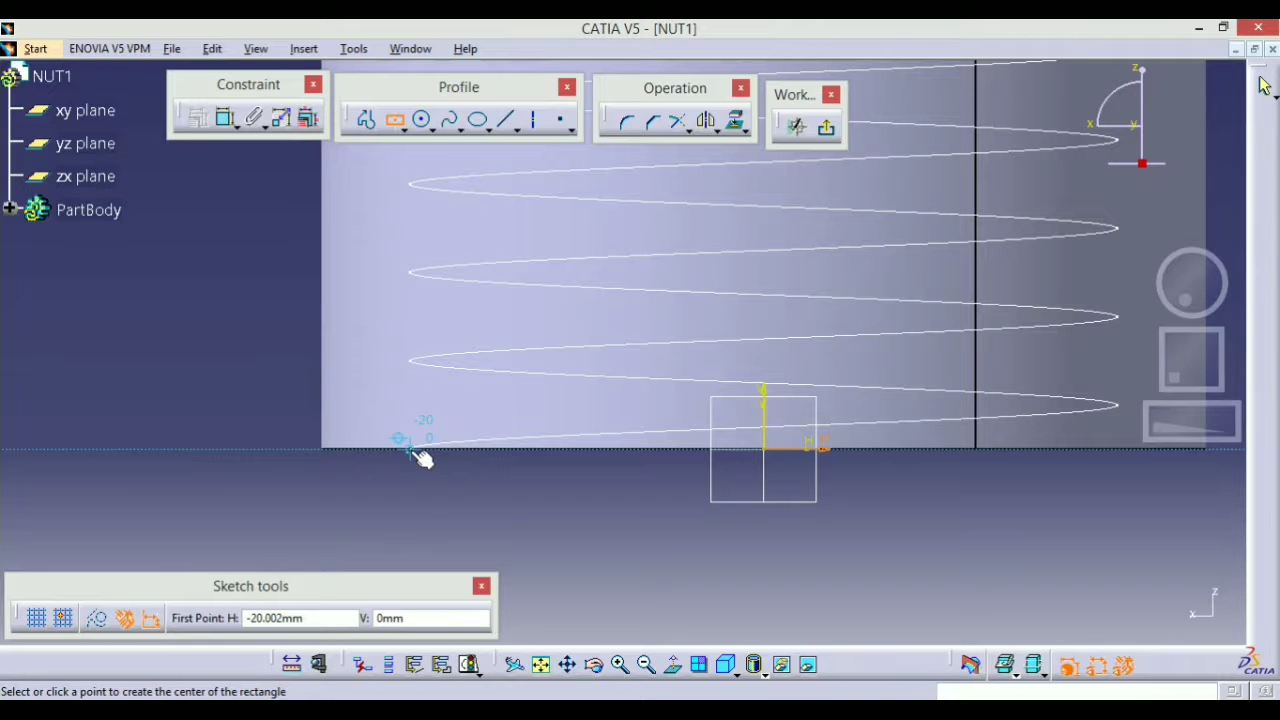 CATIA V5 - [NUT1]
Start ENOVIA V5 VPM File Edit View Insert Tools Window Help
NUT1
xy plane
yz plane
zx plane
PartBody
Constraint
Profile
Operation
Work...
z
x y
-20
0
H
Sketch tools
First Point: H: -20.002mm V: 0mm
z
x
Select or click a point to create the center of the rectangle